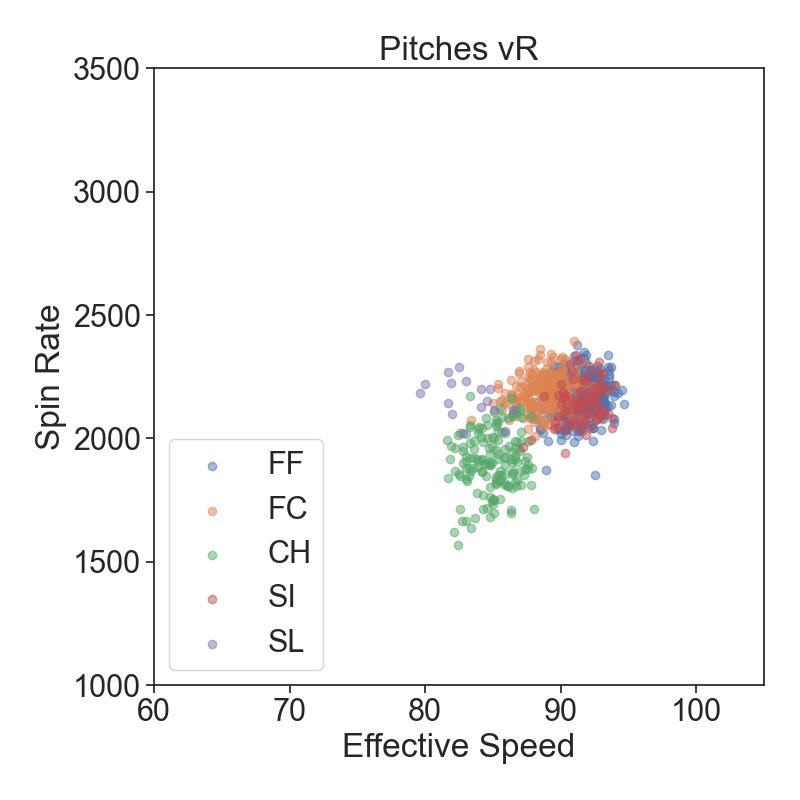 Pitches vR
3500
3000
2500
2000
1500
1000
Spin Rate
FF
FC
CH
SI
SL
60 70 80 90 100
Effective Speed